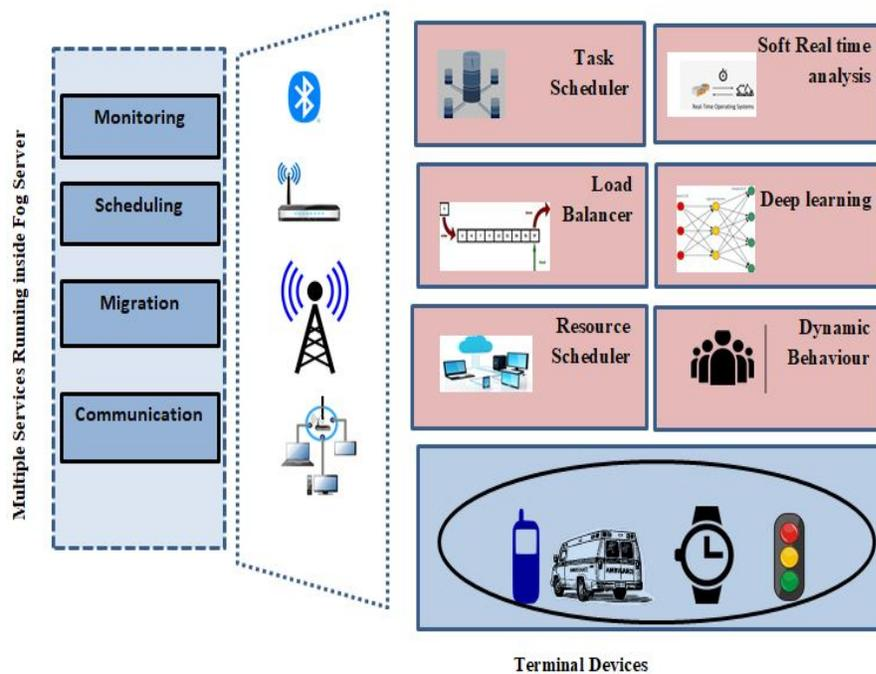 Multiple Services Running inside Fog Server
Monitoring
Scheduling
Migration
Communication
Task
Scheduler
Soft Real time
analysis
Real-Time Operating Systems
Load
Balancer
Deep learning
Resource
Scheduler
Dynamic
Behaviour
AMBULANCE
AMBULANCE
Terminal Devices